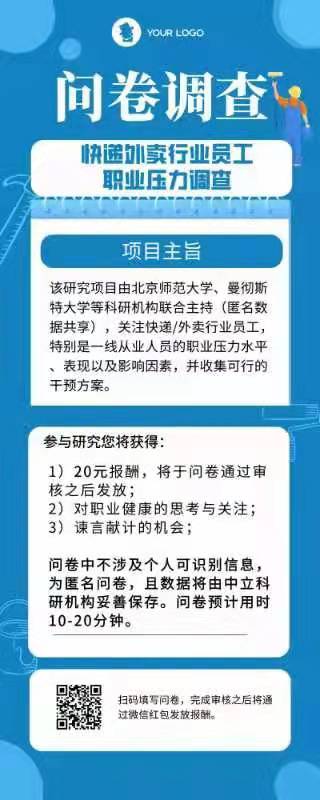 YOUR LOGO
问卷调查
快递外卖行业员工
职业压力调查
项目主旨
该研究项目由北京师范大学、曼彻斯
特大学等科研机构联合主持（匿名数
据共享），关注快递/外卖行业员工，
特别是一线从业人员的职业压力水平
、表现以及影响因素，并收集可行的
干预方案。
参与研究您将获得：
1）20元报酬，将于问卷通过审
核之后发放；
2）对职业健康的思考与关注；
3）谏言献计的机会；
问卷中不涉及个人可识别信息，
为匿名问卷，且数据将由中立科
研机构妥善保存。问卷预计用时
10-20分钟。
扫码填写问卷，完成审核之后将通
过微信红包发放报酬。